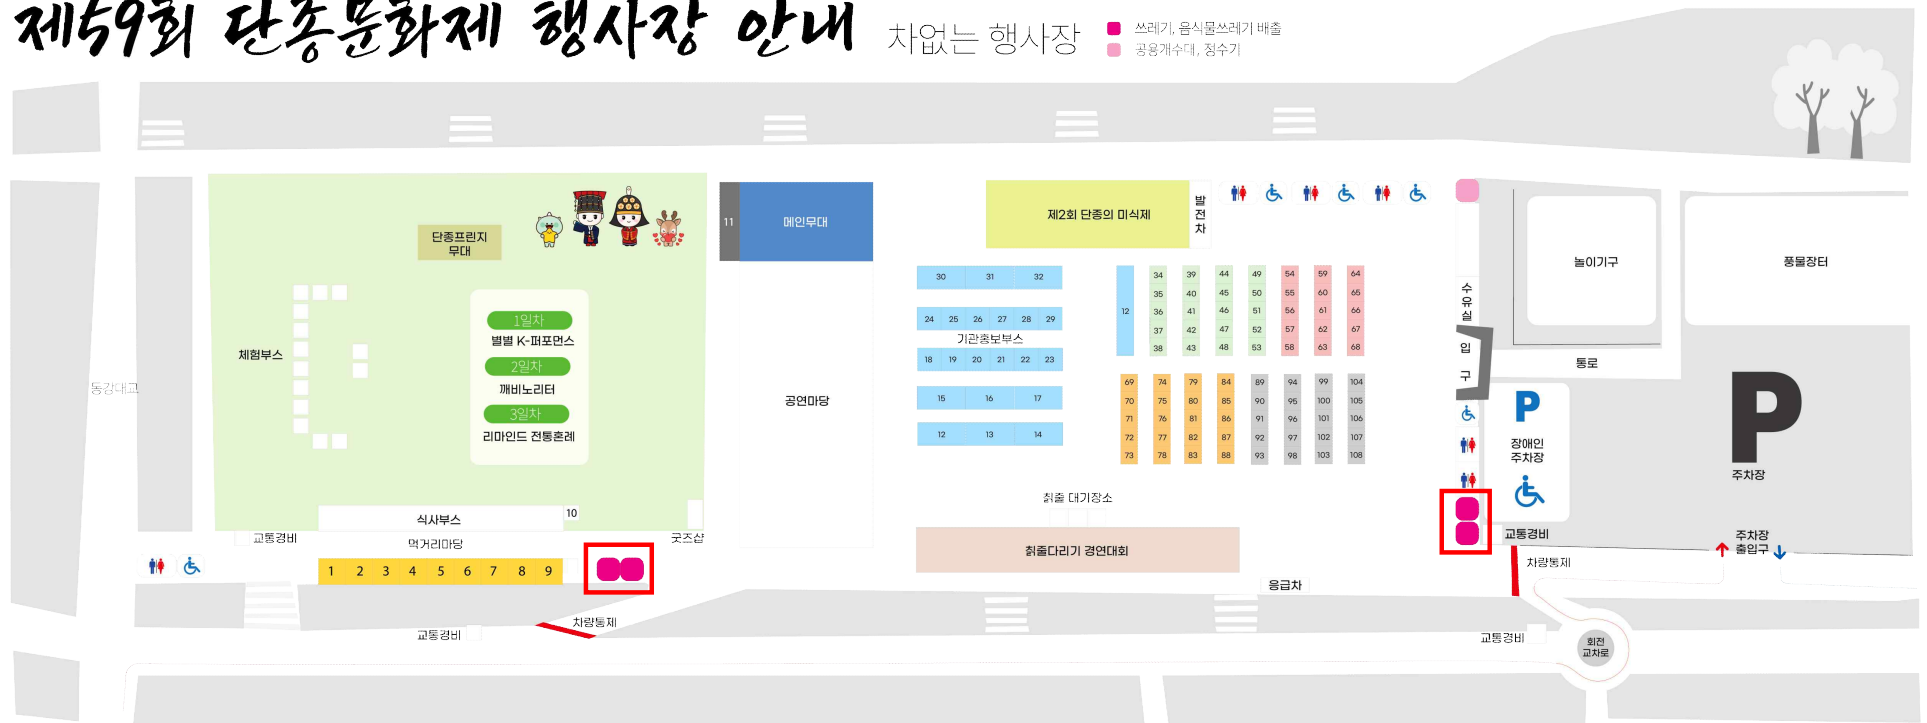 제59회 단종문화제 행사장 안내
차없는 행사장
쓰레기, 음식물쓰레기 배출
공용개수대, 정수기
단종프린지
무대
체험부스
1일차
별별 K-퍼포먼스
2일차
깨비노리터
3일차
리마인드 전통혼례
동강대교
식사부스
10
교통경비
먹거리마당
굿즈샵
1 2 3 4 5 6 7 8 9
차량통제
교통경비
11
메인무대
공연마당
제2회 단종의 미식제
발전차
30 31 32
24 25 26 27 28 29
기관홍보부스
18 19 20 21 22 23
15 16 17
12 13 14
12
34 39 44 49 54 59 64
35 40 45 50 55 60 65
36 41 46 51 56 61 66
37 42 47 52 57 62 67
38 43 48 53 58 63 68
69 74 79 84 89 94 99 104
70 75 80 85 90 95 100 105
71 76 81 86 91 96 101 106
72 77 82 87 92 97 102 107
73 78 83 88 93 98 103 108
칡줄 대기장소
칡줄다리기 경연대회
응급차
수유실
입구
놀이기구
풍물장터
통로
P
장애인
주차장
P
주차장
교통경비
주차장
출입구
차량통제
교통경비
회전
교차로